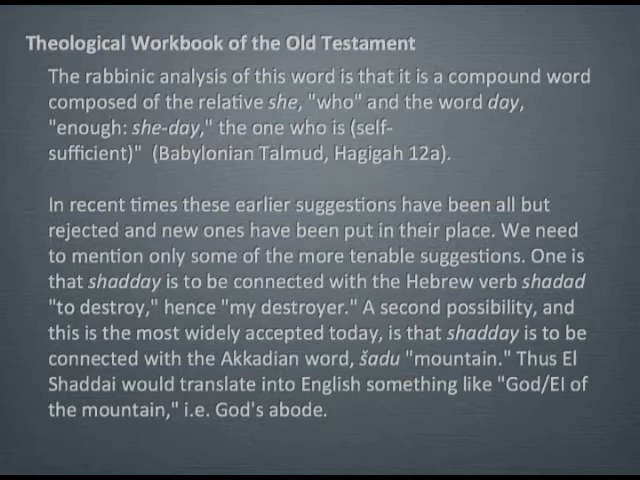 Theological Workbook of the Old Testament
The rabbinic analysis of this word is that it is a compound word
composed of the relative she, "who" and the word day,
"enough: she-day," the one who is (self-
sufficient)" (Babylonian Talmud, Hagigah 12a).
In recent times these earlier suggestions have been all but
rejected and new ones have been put in their place. We need
to mention only some of the more tenable suggestions. One is
that shadday is to be connected with the Hebrew verb shadad
"to destroy," hence "my destroyer." A second possibility, and
this is the most widely accepted today, is that shadday is to be
connected with the Akkadian word, šadu "mountain." Thus El
Shaddai would translate into English something like "God/El of
the mountain," i.e. God's abode.